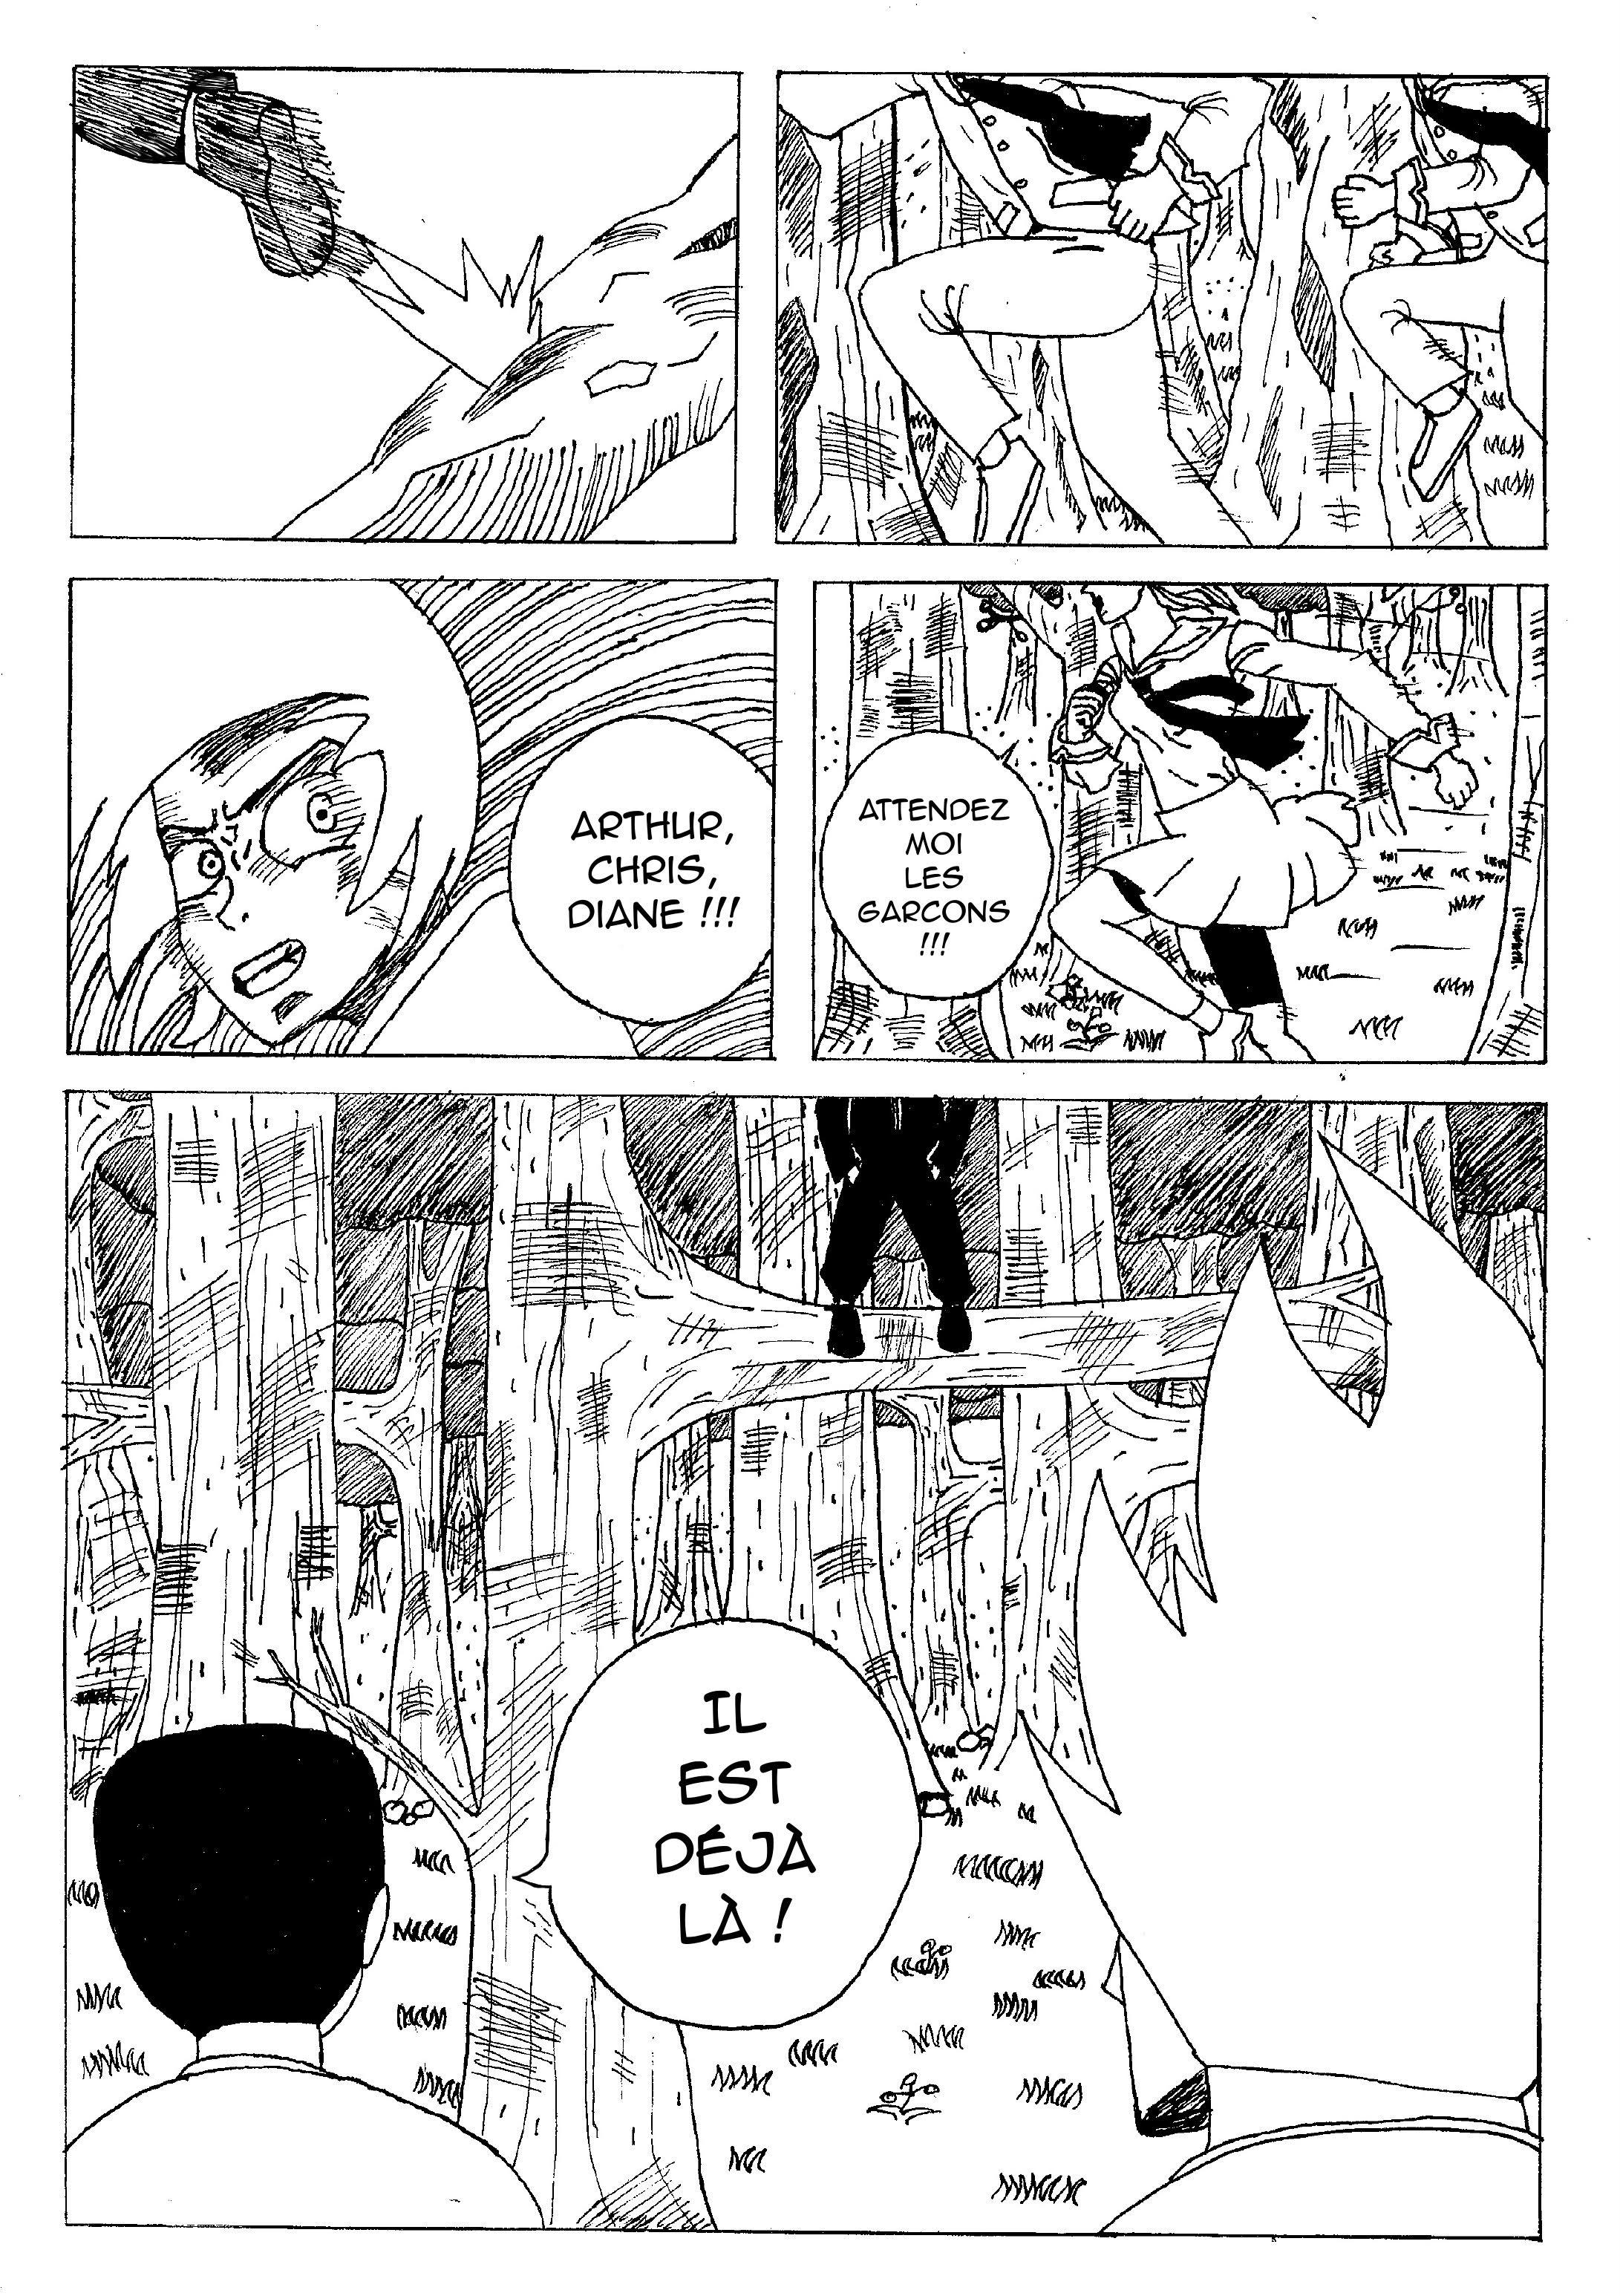 ARTHUR,
CHRIS,
DIANE !!!
ATTENDEZ
MOI
LES
GARCONS
!!!
IL
EST
DÉJÀ
LÀ !